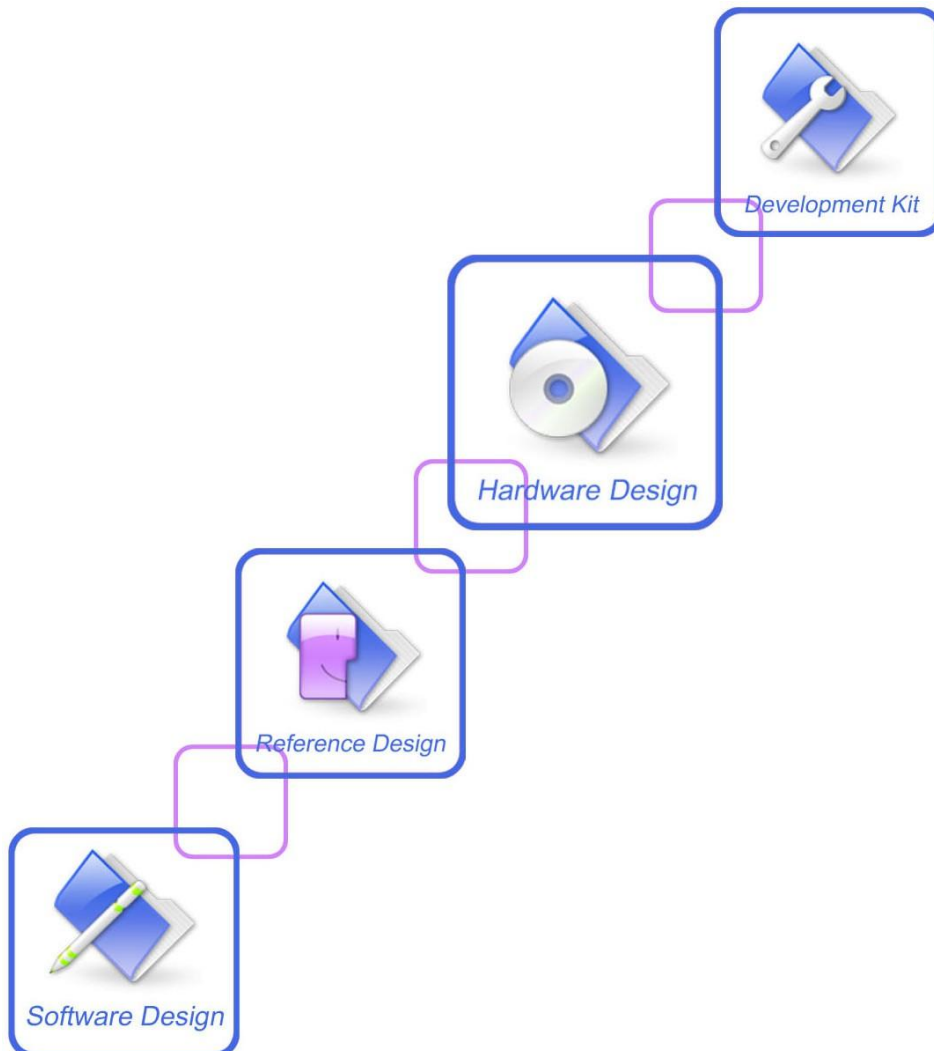 Development Kit
Hardware Design
Reference Design
Software Design